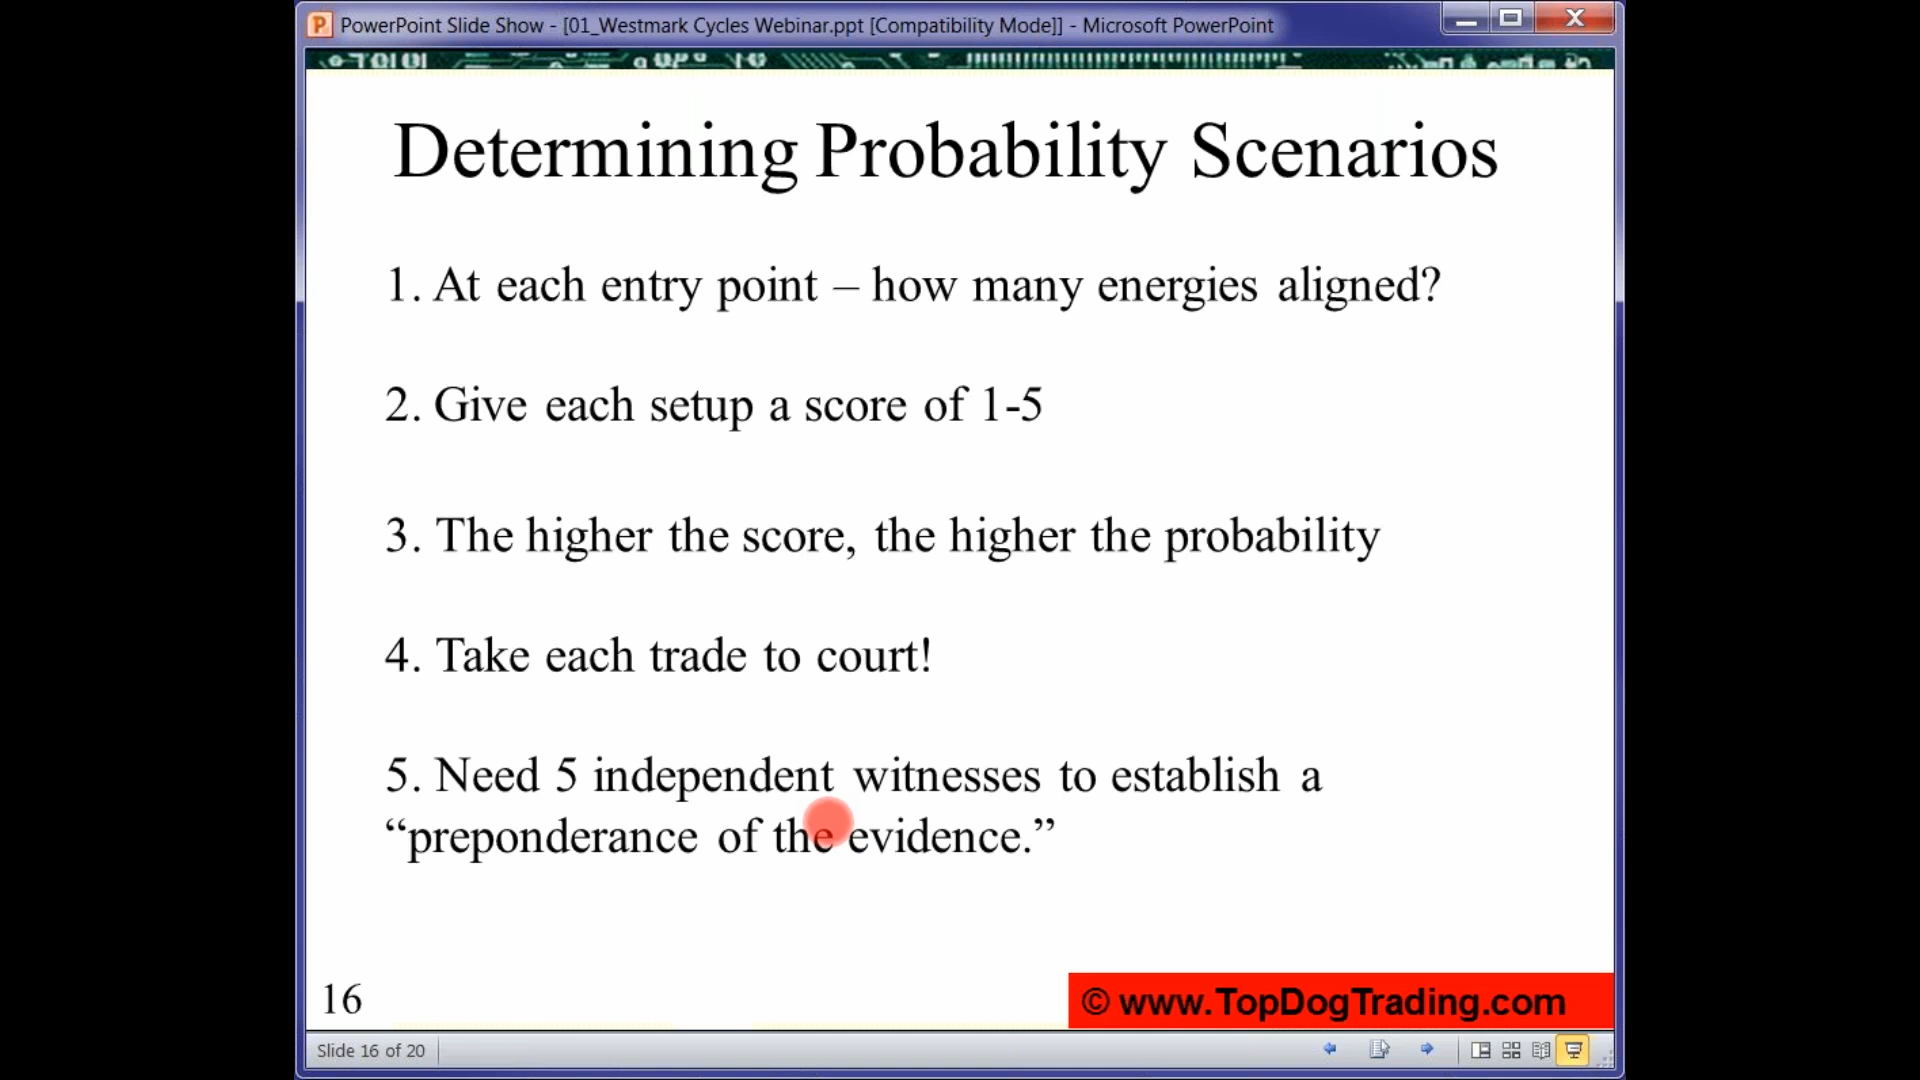 PowerPoint Slide Show - [01_Westmark Cycles Webinar.ppt [Compatibility Mode]] - Microsoft PowerPoint
Determining Probability Scenarios
1. At each entry point – how many energies aligned?
2. Give each setup a score of 1-5
3. The higher the score, the higher the probability
4. Take each trade to court!
5. Need 5 independent witnesses to establish a
“preponderance of the evidence.”
16
© www.TopDogTrading.com
Slide 16 of 20